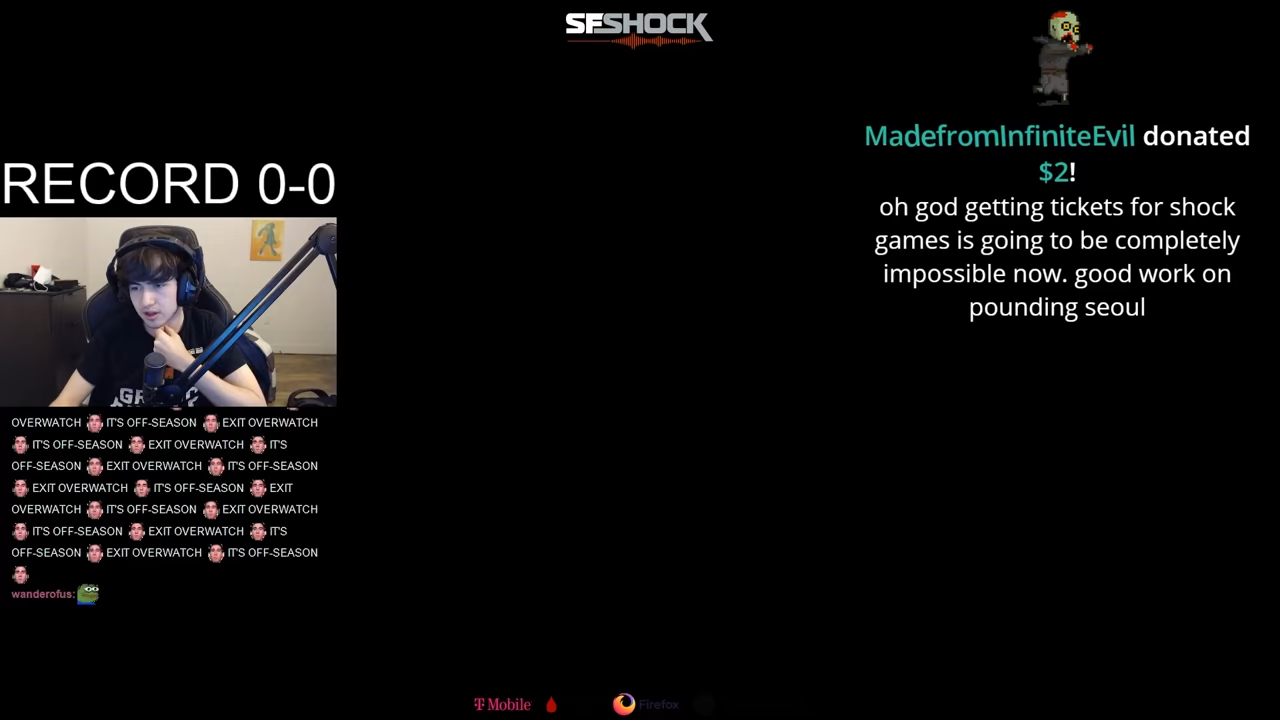 SFSHOCK
MadefromInfiniteEvil donated
$2!
oh god getting tickets for shock
games is going to be completely
impossible now. good work on
pounding seoul
RECORD 0-0
OVERWATCH IT'S OFF-SEASON EXIT OVERWATCH
IT'S OFF-SEASON EXIT OVERWATCH IT'S
OFF-SEASON EXIT OVERWATCH IT'S OFF-SEASON
EXIT OVERWATCH IT'S OFF-SEASON EXIT
OVERWATCH IT'S OFF-SEASON EXIT OVERWATCH
IT'S OFF-SEASON EXIT OVERWATCH IT'S
OFF-SEASON EXIT OVERWATCH IT'S OFF-SEASON
wanderofus:
T Mobile Firefox